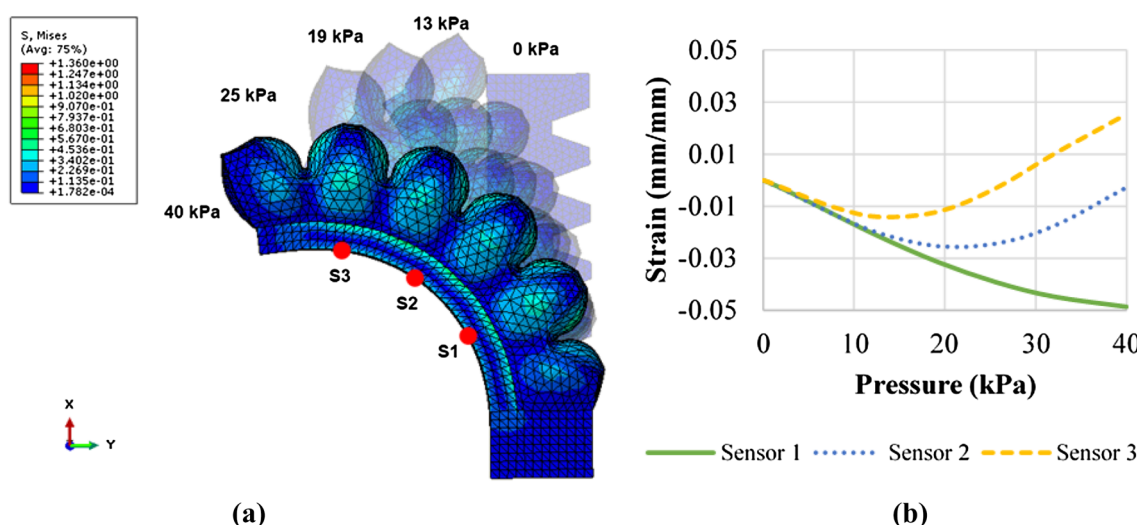 S, Mises
(Avg: 75%)
+1.360e+00
+1.247e+00
+1.134e+00
+1.020e+00
+9.070e-01
+7.937e-01
+6.803e-01
+5.670e-01
+4.536e-01
+3.402e-01
+2.269e-01
+1.135e-01
+1.782e-04
0 kPa
13 kPa
19 kPa
25 kPa
40 kPa
S3
S2
S1
X
Y
(a)
Strain (mm/mm)
0.05
0.03
0.01
-0.01
-0.03
-0.05
0 10 20 30 40
Pressure (kPa)
Sensor 1 Sensor 2 Sensor 3
(b)